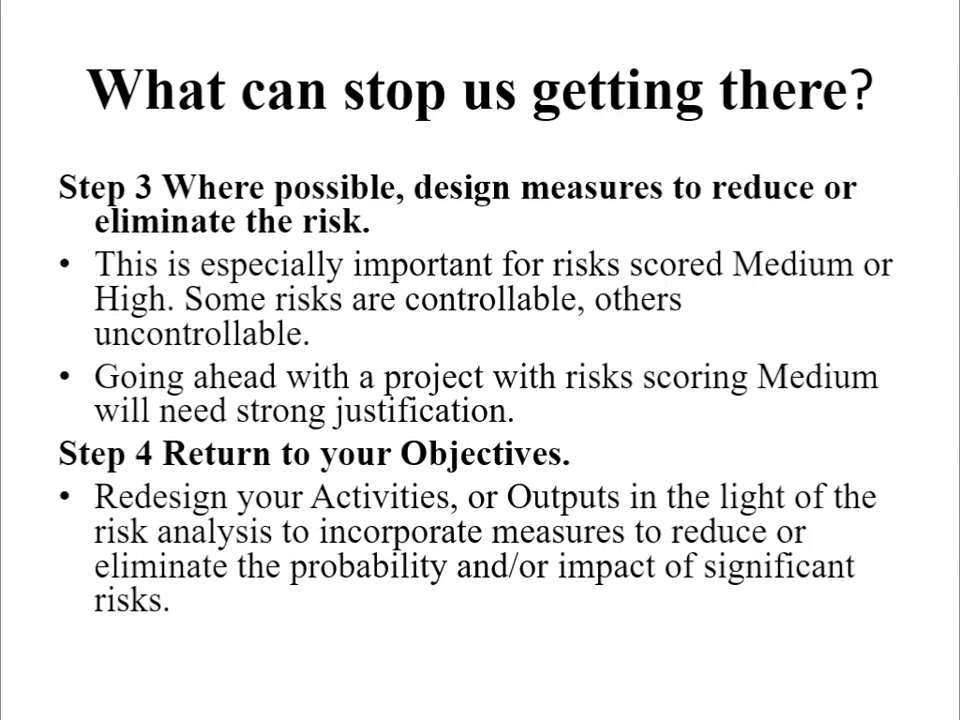 What can stop us getting there?
Step 3 Where possible, design measures to reduce or
eliminate the risk.
• This is especially important for risks scored Medium or
High. Some risks are controllable, others
uncontrollable.
• Going ahead with a project with risks scoring Medium
will need strong justification.
Step 4 Return to your Objectives.
• Redesign your Activities, or Outputs in the light of the
risk analysis to incorporate measures to reduce or
eliminate the probability and/or impact of significant
risks.